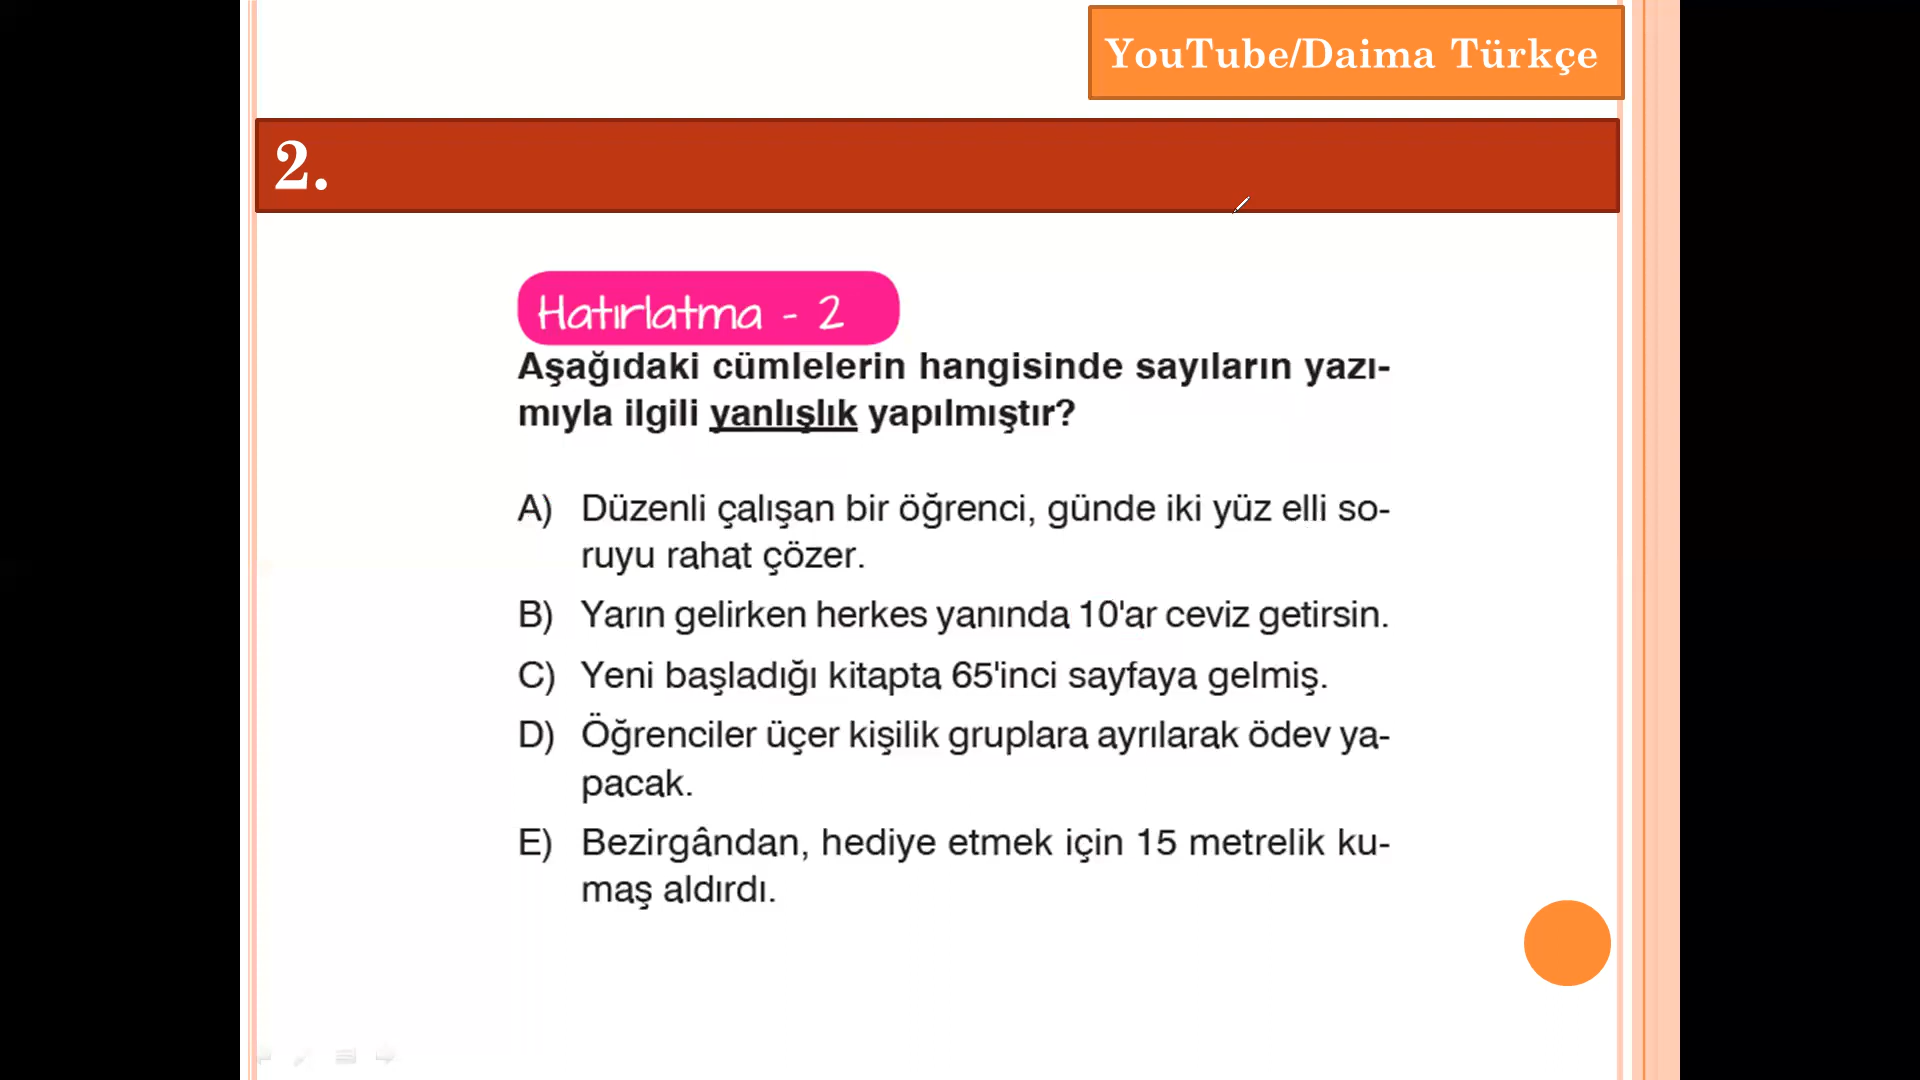 YouTube/Daima Türkçe
2.
Hatırlatma - 2
Aşağıdaki cümlelerin hangisinde sayıların yazı-
mıyla ilgili yanlışlık yapılmıştır?
A) Düzenli çalışan bir öğrenci, günde iki yüz elli so-
ruyu rahat çözer.
B) Yarın gelirken herkes yanında 10'ar ceviz getirsin.
C) Yeni başladığı kitapta 65'inci sayfaya gelmiş.
D) Öğrenciler üçer kişilik gruplara ayrılarak ödev ya-
pacak.
E) Bezirgândan, hediye etmek için 15 metrelik ku-
maş aldırdı.